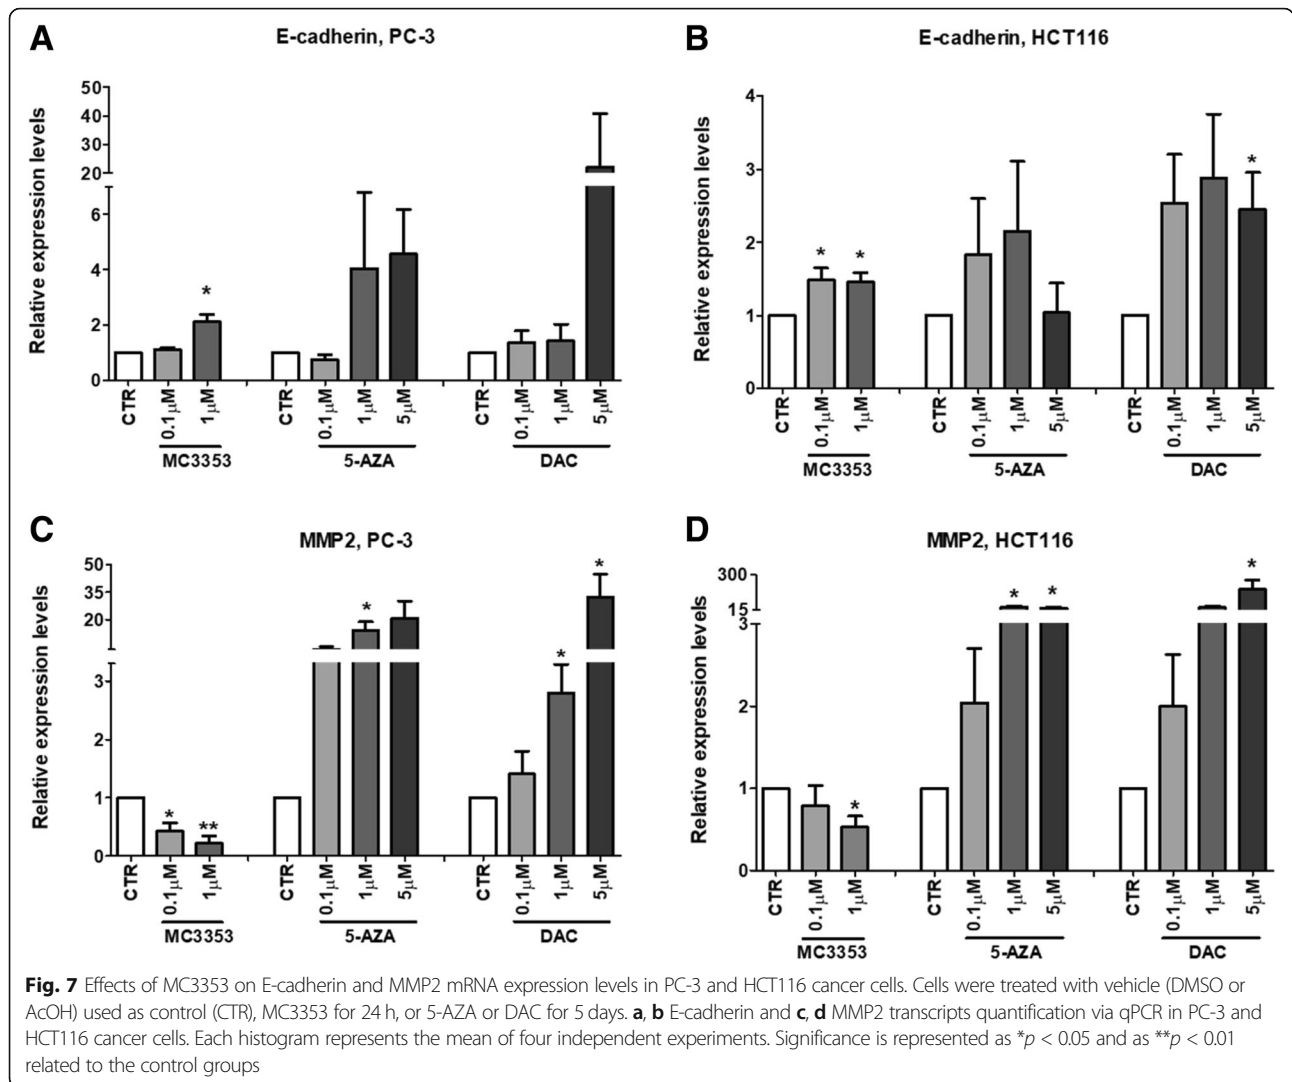 A
E-cadherin, PC-3
Relative expression levels
50
40
30
20
6
4
2
0
*
CTR
0.1µM
1µM
CTR
0.1µM
1µM
5µM
CTR
0.1µM
1µM
5µM
MC3353
5-AZA
DAC
B
E-cadherin, HCT116
Relative expression levels
4
3
2
1
0
*
*
*
CTR
0.1µM
1µM
CTR
0.1µM
1µM
5µM
CTR
0.1µM
1µM
5µM
MC3353
5-AZA
DAC
C
MMP2, PC-3
Relative expression levels
50
35
20
3
2
1
0
*
**
*
*
*
CTR
0.1µM
1µM
CTR
0.1µM
1µM
5µM
CTR
0.1µM
1µM
5µM
MC3353
5-AZA
DAC
D
MMP2, HCT116
Relative expression levels
300
15
3
2
1
0
*
*
*
*
CTR
0.1µM
1µM
CTR
0.1µM
1µM
5µM
CTR
0.1µM
1µM
5µM
MC3353
5-AZA
DAC
Fig. 7 Effects of MC3353 on E-cadherin and MMP2 mRNA expression levels in PC-3 and HCT116 cancer cells. Cells were treated with vehicle (DMSO or
AcOH) used as control (CTR), MC3353 for 24 h, or 5-AZA or DAC for 5 days. a, b E-cadherin and c, d MMP2 transcripts quantification via qPCR in PC-3 and
HCT116 cancer cells. Each histogram represents the mean of four independent experiments. Significance is represented as *p < 0.05 and as **p < 0.01
related to the control groups